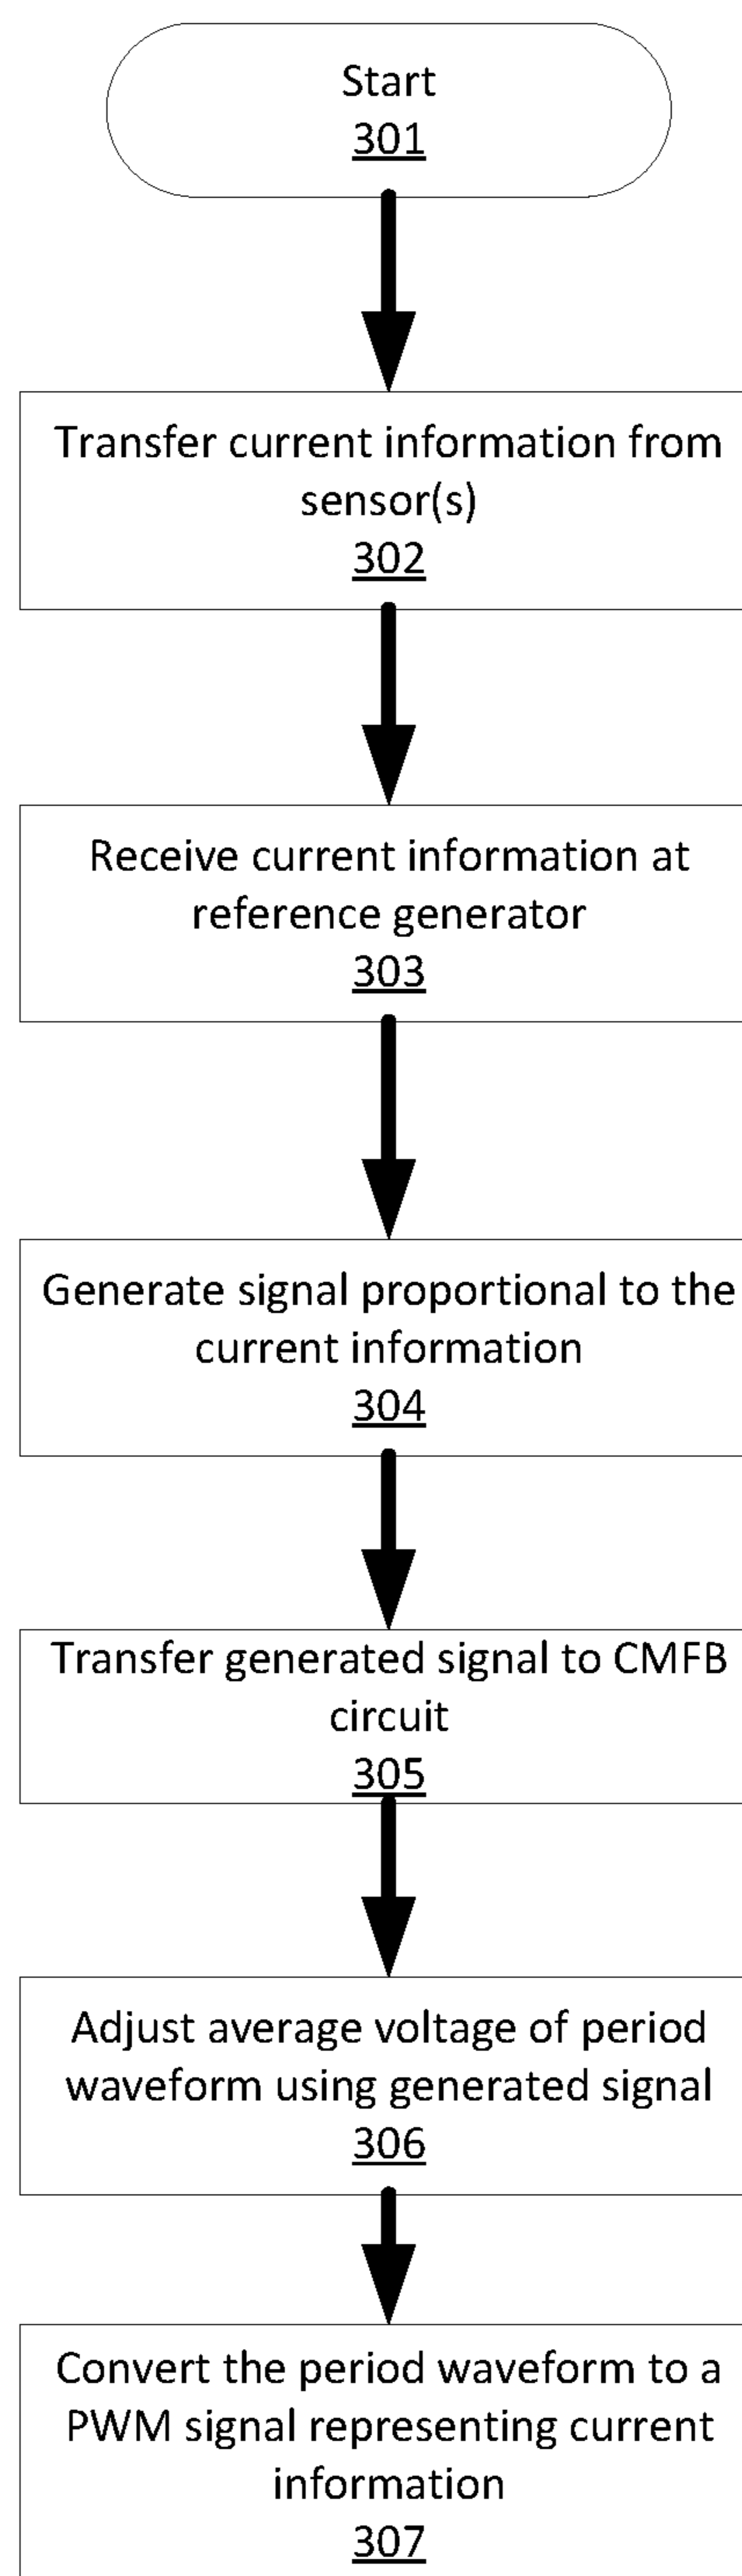 Start
301
Transfer current information from
sensor(s)
302
Receive current information at
reference generator
303
Generate signal proportional to the
current information
304
Transfer generated signal to CMFB
circuit
305
Adjust average voltage of period
waveform using generated signal
306
Convert the period waveform to a
PWM signal representing current
information
307